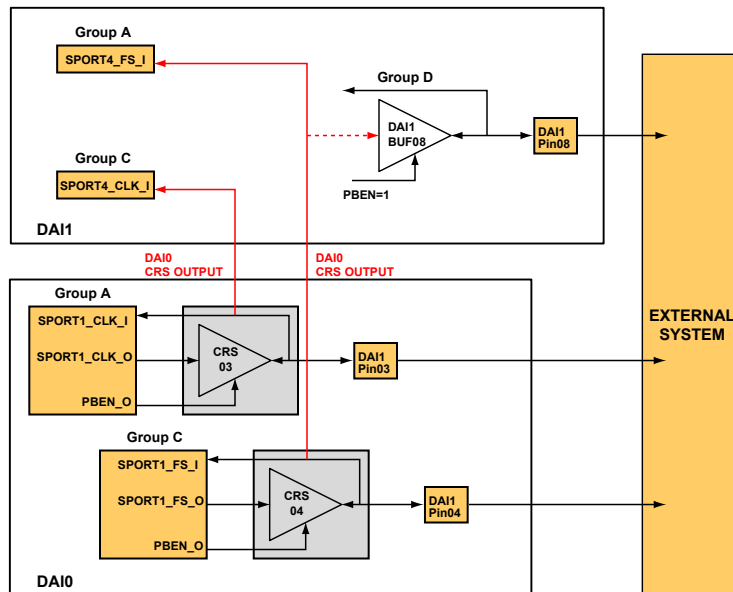 Group A
SPORT4_FS_I
Group D
DAI1
BUF08
DAI1
Pin08
Group C
SPORT4_CLK_I
PBEN=1
DAI1
DAI0
CRS OUTPUT
DAI0
CRS OUTPUT
Group A
SPORT1_CLK_I
SPORT1_CLK_O
PBEN_O
CRS
03
DAI1
Pin03
EXTERNAL
SYSTEM
Group C
SPORT1_FS_I
SPORT1_FS_O
PBEN_O
CRS
04
DAI1
Pin04
DAI0